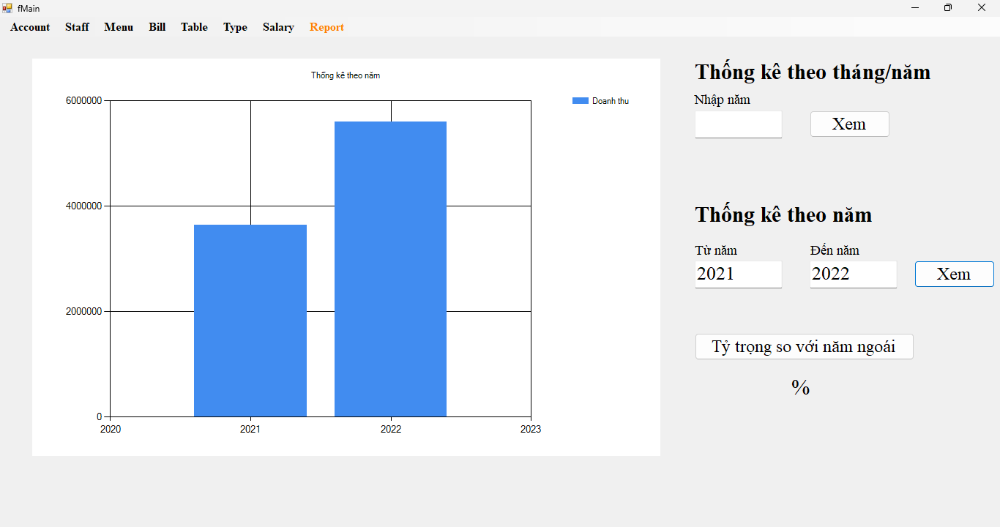 fMain
Account Staff Menu Bill Table Type Salary Report
Thống kê theo năm
Doanh thu
6000000
4000000
2000000
0
2020 2021 2022 2023
Thống kê theo tháng/năm
Nhập năm
Xem
Thống kê theo năm
Từ năm Đến năm
2021 2022 Xem
Tỷ trọng so với năm ngoái
%